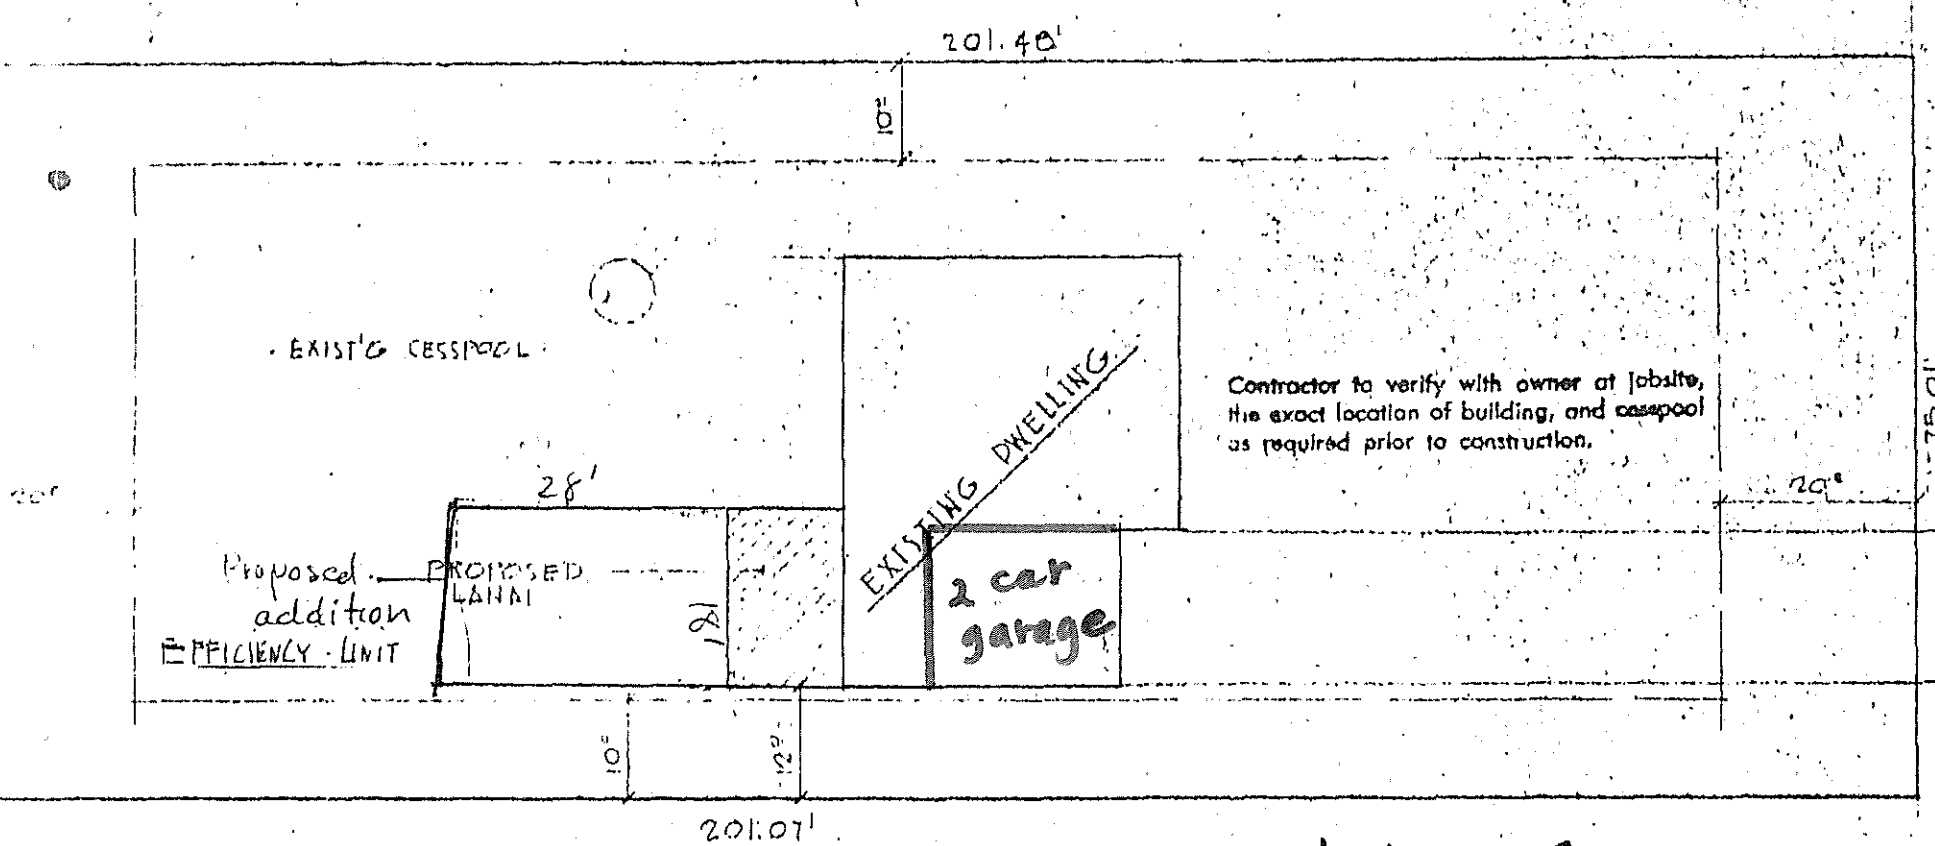 201.48'
10°
EXIST'G CESSPOOL
EXISTING DWELLING
Contractor to verify with owner at jobsite,
the exact location of building, and cesspool
as required prior to construction.
20'
28'
20°
Proposed
addition
EFFICIENCY UNIT
PROPOSED
LANAI
18'
2 car
garage
10°
12°
201.07'